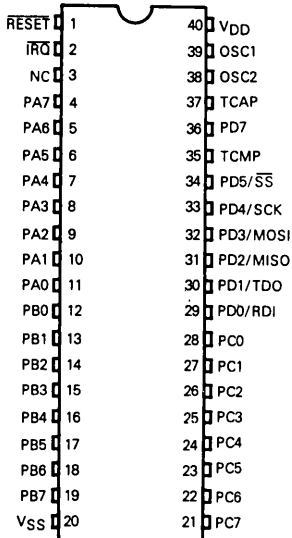 RESET 1 40 VDD
IRQ 2 39 OSC1
NC 3 38 OSC2
PA7 4 37 TCAP
PA6 5 36 PD7
PA5 6 35 TCMP
PA4 7 34 PD5/SS
PA3 8 33 PD4/SCK
PA2 9 32 PD3/MOSI
PA1 10 31 PD2/MISO
PA0 11 30 PD1/TDO
PB0 12 29 PD0/RDI
PB1 13 28 PC0
PB2 14 27 PC1
PB3 15 26 PC2
PB4 16 25 PC3
PB5 17 24 PC4
PB6 18 23 PC5
PB7 19 22 PC6
VSS 20 21 PC7